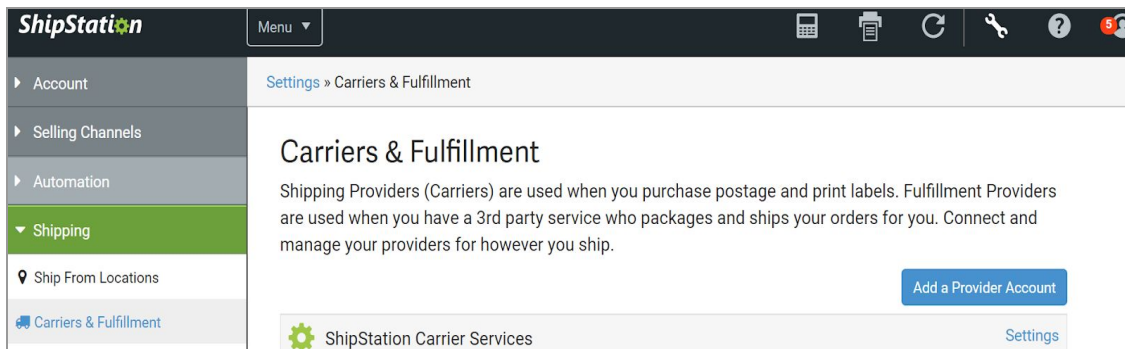 ShipStation
Menu
5
Account
Settings » Carriers & Fulfillment
Selling Channels
Automation
Shipping
Ship From Locations
Carriers & Fulfillment
Carriers & Fulfillment
Shipping Providers (Carriers) are used when you purchase postage and print labels. Fulfillment Providers
are used when you have a 3rd party service who packages and ships your orders for you. Connect and
manage your providers for however you ship.
Add a Provider Account
ShipStation Carrier Services
Settings